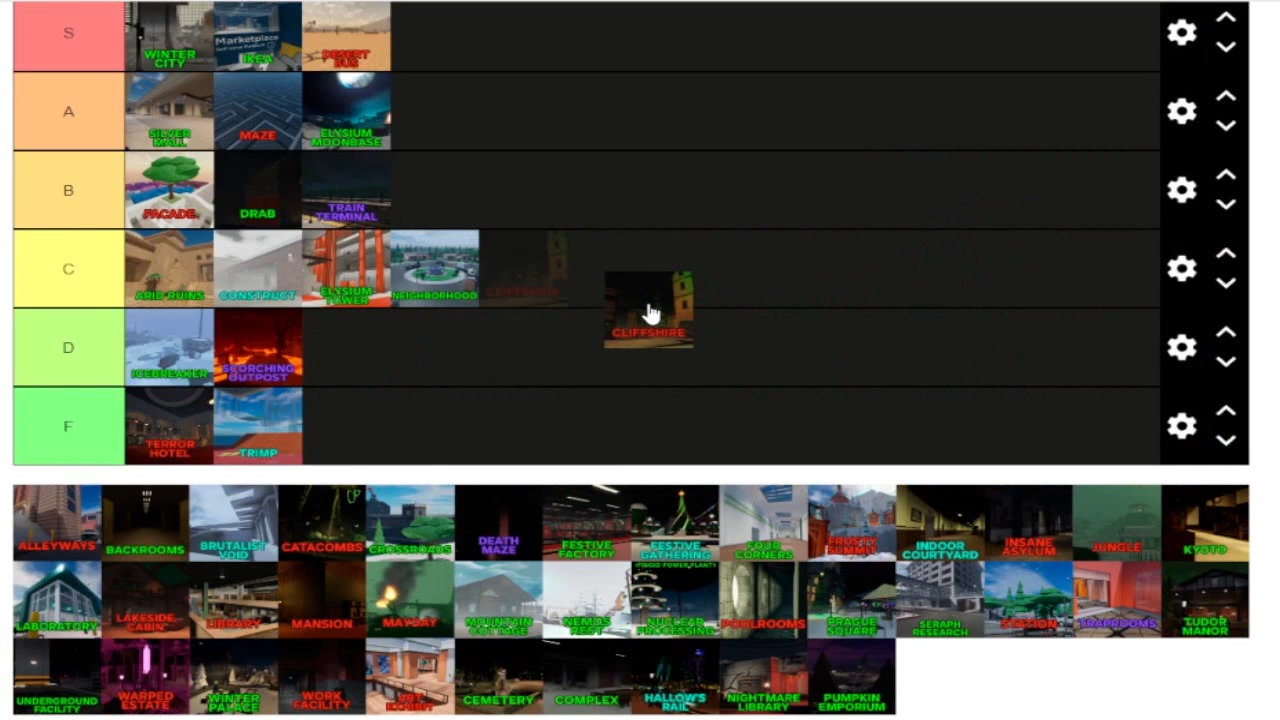 S
WINTER
CITY
Marketplace
IKEA
DESERT
BUS
A
SILVER
MALL
MAZE
ELYSIUM
MOONBASE
B
FACADE
DRAB
TRAIN
TERMINAL
C
ARID RUINS
CONSTRUCT
ELYSIUM
TOWER
NEIGHBORHOOD
CLIFFSHIRE
CLIFFSHIRE
D
ICEBREAKER
SCORCHING
OUTPOST
F
TERROR
HOTEL
TRIMP
ALLEYWAYS
BACKROOMS
BRUTALIST
VOID
CATACOMBS
CROSSROADS
DEATH
MAZE
FESTIVE
FACTORY
FESTIVE
GATHERING
FOUR
CORNERS
FROSTY
SUMMIT
INDOOR
COURTYARD
INSANE
ASYLUM
JUNGLE
KYOTO
LABORATORY
LAKESIDE
CABIN
LIBRARY
MANSION
MAYDAY
MOUNTAIN
COTTAGE
NEMOS
REST
NUCLEAR
PROCESSING
POOLROOMS
PRAGUE
SQUARE
SERAPH
RESEARCH
STATION
TRAPROOMS
TUDOR
MANOR
UNDERGROUND
FACILITY
WARPED
ESTATE
WINTER
PALACE
WORK
FACILITY
EXHIBIT
CEMETERY
COMPLEX
HALLOW'S
RAIL
NIGHTMARE
LIBRARY
PUMPKIN
EMPORIUM